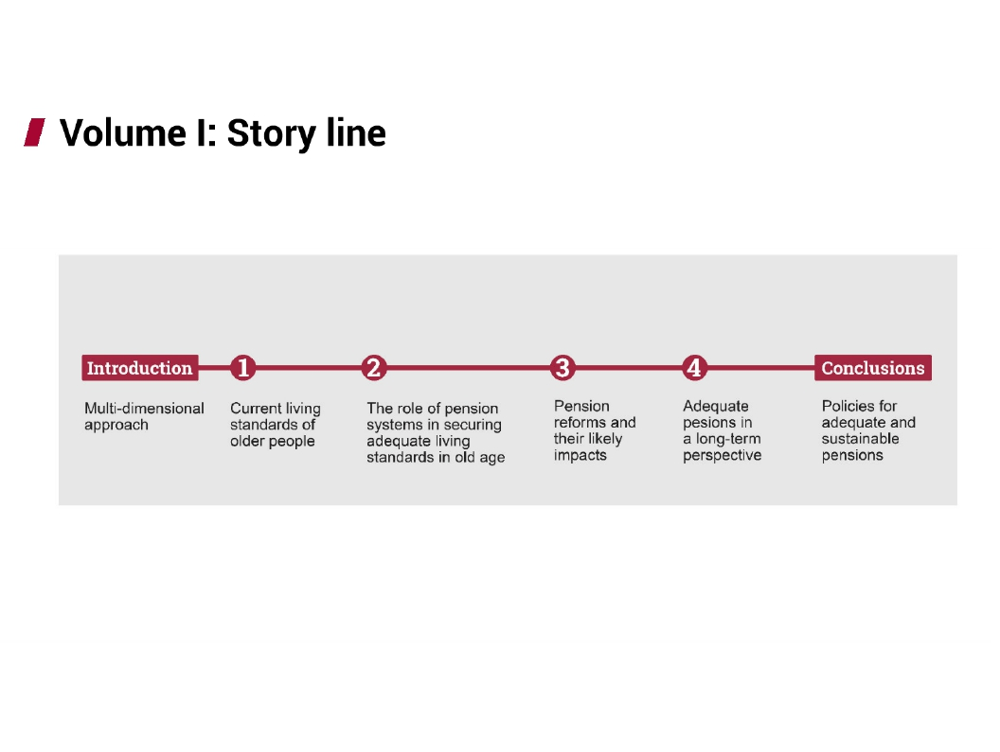 Volume I: Story line
Introduction
1
2
3
4
Conclusions
Multi-dimensional
approach
Current living
standards of
older people
The role of pension
systems in securing
adequate living
standards in old age
Pension
reforms and
their likely
impacts
Adequate
pesions in
a long-term
perspective
Policies for
adequate and
sustainable
pensions